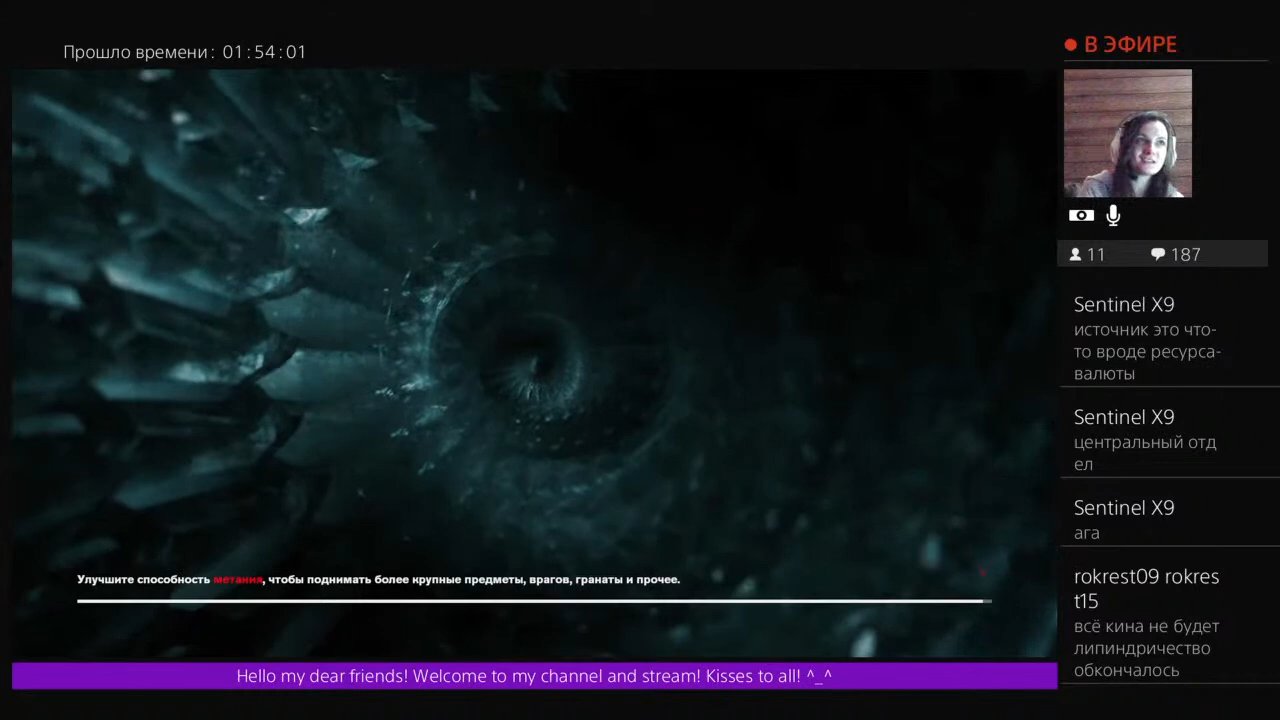 Прошло времени: 01:54:01
В ЭФИРЕ
11
187
Sentinel X9
источник это что-
то вроде ресурса-
валюты
Sentinel X9
центральный отд
ел
Sentinel X9
ага
rokrest09 rokres
t15
всё кина не будет
липиндричество
обкончалось
Улучшите способность метания, чтобы поднимать более крупные предметы, врагов, гранаты и прочее.
Hello my dear friends! Welcome to my channel and stream! Kisses to all! ^_^